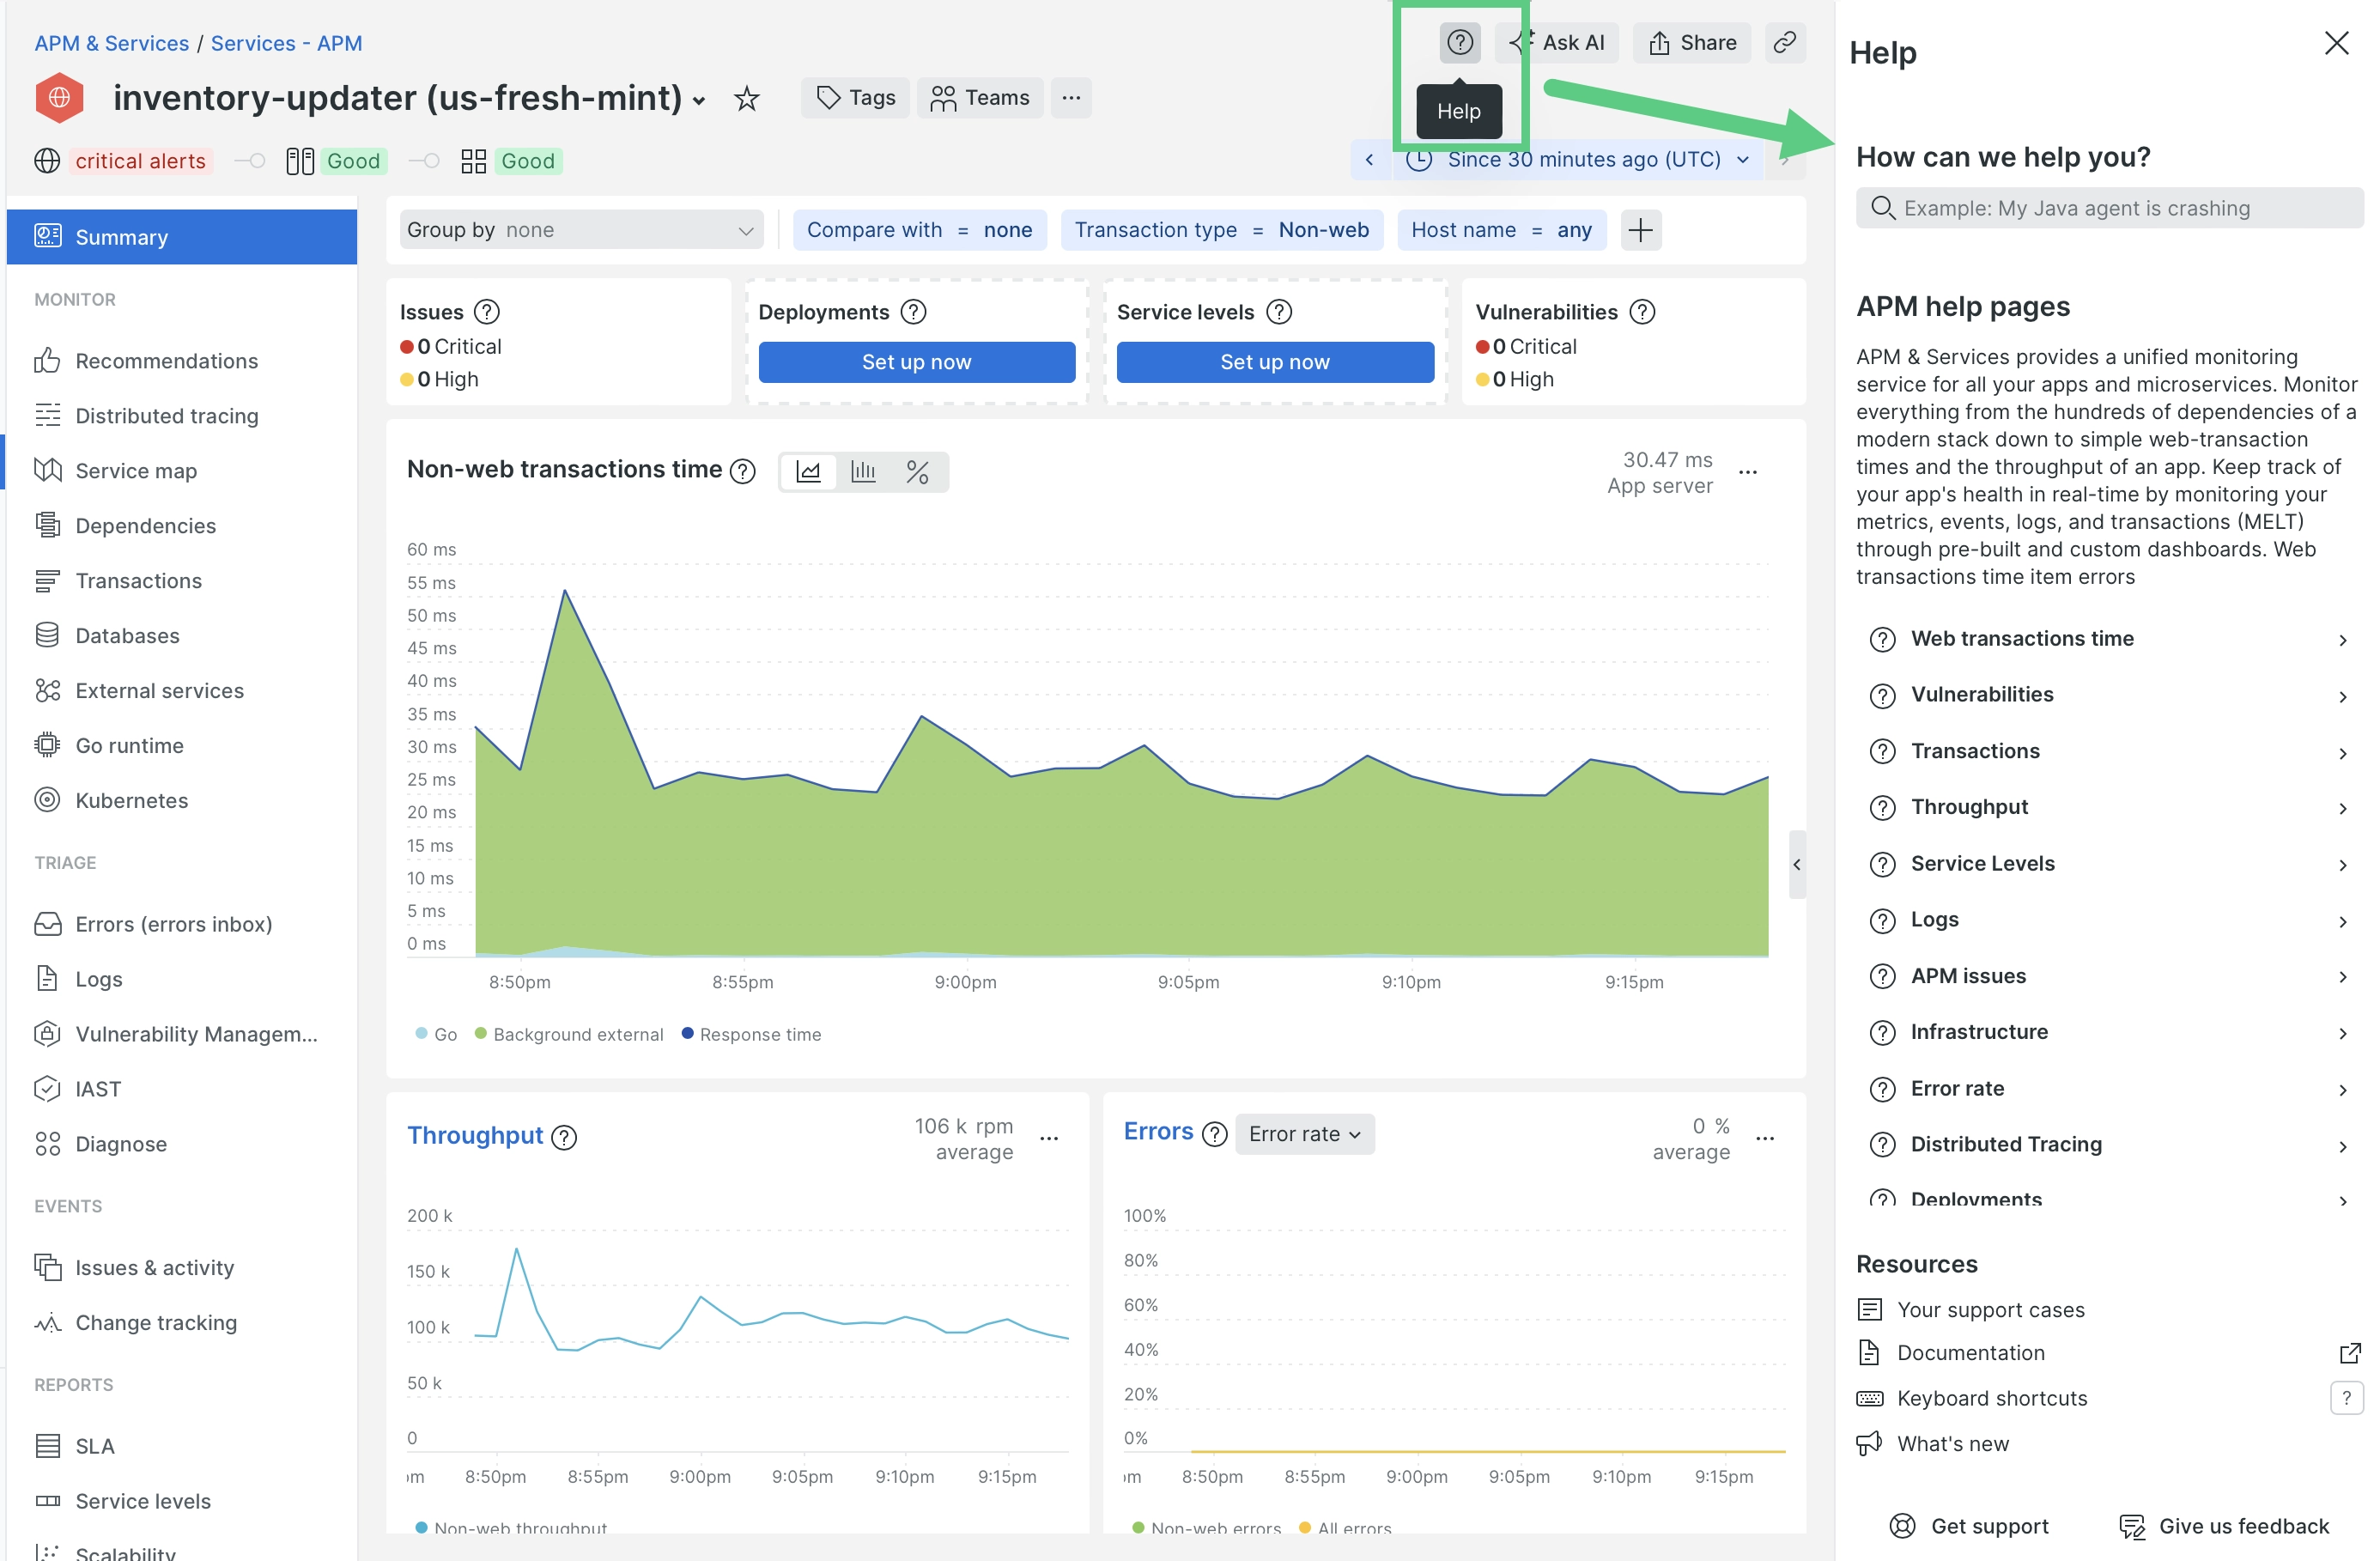 APM & Services / Services - APM
inventory-updater (us-fresh-mint)
Tags
Teams
...
critical alerts
Good
Good
Ask AI
Share
Help
Since 30 minutes ago (UTC)
Summary
MONITOR
Recommendations
Distributed tracing
Service map
Dependencies
Transactions
Databases
External services
Go runtime
Kubernetes
TRIAGE
Errors (errors inbox)
Logs
Vulnerability Managem...
IAST
Diagnose
EVENTS
Issues & activity
Change tracking
REPORTS
SLA
Service levels
Scalability
Group by none
Compare with = none
Transaction type = Non-web
Host name = any
Issues
0 Critical
0 High
Deployments
Set up now
Service levels
Set up now
Vulnerabilities
0 Critical
0 High
Non-web transactions time
30.47 ms
App server
60 ms
55 ms
50 ms
45 ms
40 ms
35 ms
30 ms
25 ms
20 ms
15 ms
10 ms
5 ms
0 ms
8:50pm 8:55pm 9:00pm 9:05pm 9:10pm 9:15pm
Go Background external Response time
Throughput
106 k rpm
average
200 k
150 k
100 k
50 k
0
8:50pm 8:55pm 9:00pm 9:05pm 9:10pm 9:15pm
Non-web throughput
Errors
Error rate
0 %
average
100%
80%
60%
40%
20%
0%
8:50pm 8:55pm 9:00pm 9:05pm 9:10pm 9:15pm
Non-web errors All errors
Help
How can we help you?
Example: My Java agent is crashing
APM help pages
APM & Services provides a unified monitoring
service for all your apps and microservices. Monitor
everything from the hundreds of dependencies of a
modern stack down to simple web-transaction
times and the throughput of an app. Keep track of
your app's health in real-time by monitoring your
metrics, events, logs, and transactions (MELT)
through pre-built and custom dashboards. Web
transactions time item errors
Web transactions time
Vulnerabilities
Transactions
Throughput
Service Levels
Logs
APM issues
Infrastructure
Error rate
Distributed Tracing
Deployments
Resources
Your support cases
Documentation
Keyboard shortcuts
?
What's new
Get support
Give us feedback